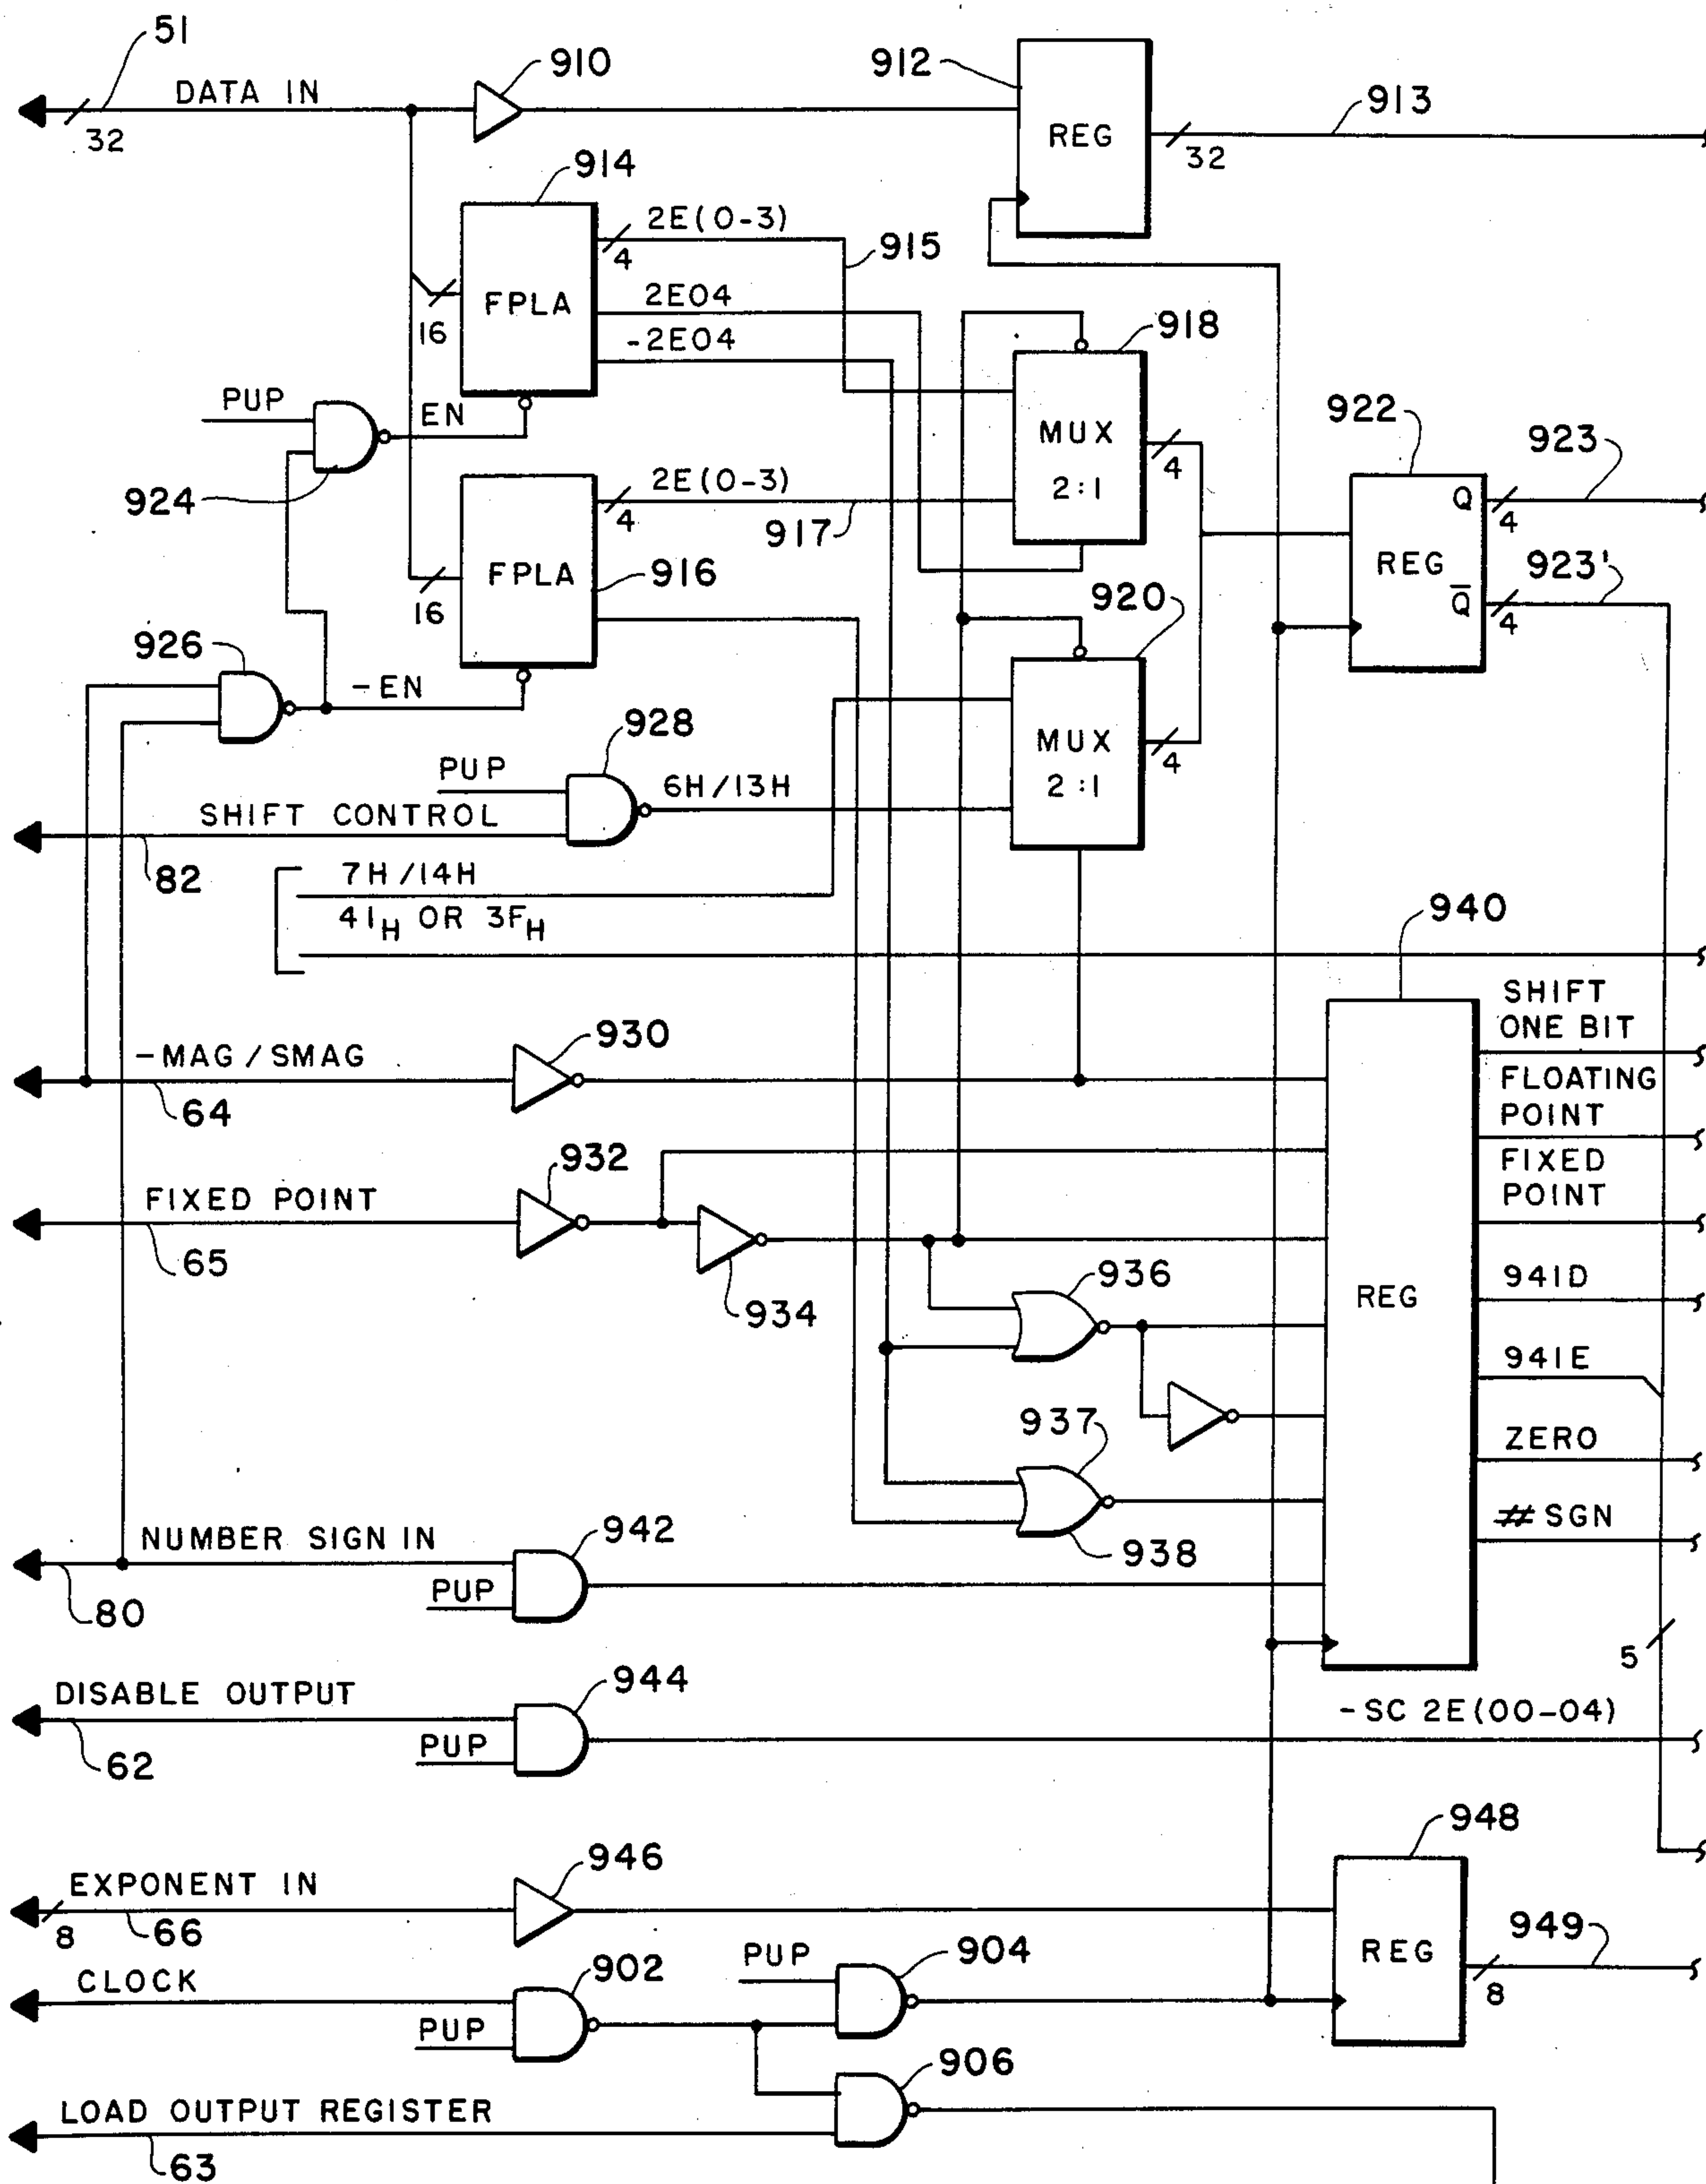 51
DATA IN
32
910
912
REG
32
913
914
FPLA
16
2E(0-3)
4
915
2E04
-2E04
918
MUX
2:1
4
PUP
EN
924
2E(0-3)
4
917
FPLA
916
16
922
REG
Q
Q̅
4
4
923
923'
920
MUX
2:1
4
926
-EN
928
PUP
6H/13H
SHIFT CONTROL
82
7H/14H
41H OR 3FH
940
REG
SHIFT
ONE BIT
-MAG/SMAG
64
930
FLOATING
POINT
FIXED POINT
65
932
934
FIXED
POINT
936
941D
941E
937
938
ZERO
NUMBER SIGN IN
80
PUP
942
# SGN
5
DISABLE OUTPUT
62
PUP
944
-SC 2E(00-04)
EXPONENT IN
8
66
946
948
REG
8
949
CLOCK
PUP
902
PUP
904
906
LOAD OUTPUT REGISTER
63